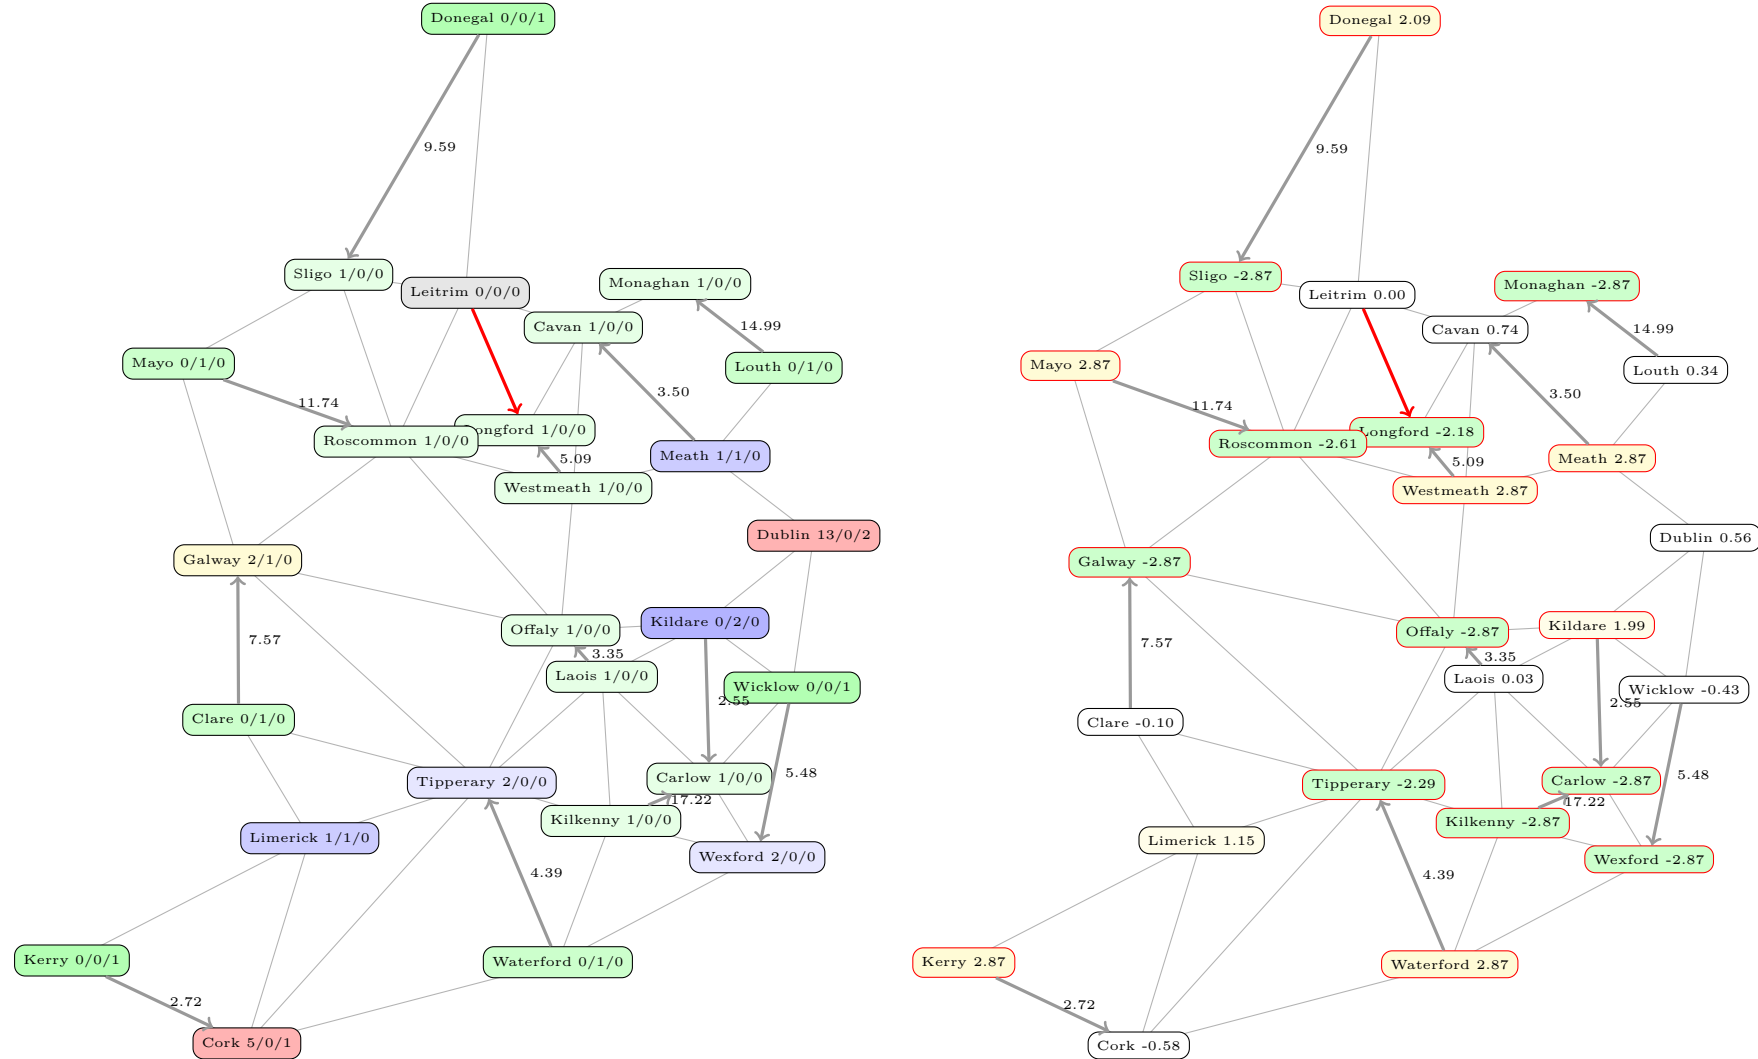 Donegal 0/0/1
9.59
Sligo 1/0/0
Leitrim 0/0/0
Monaghan 1/0/0
Cavan 1/0/0
14.99
Mayo 0/1/0
Louth 0/1/0
3.50
11.74
Longford 1/0/0
Roscommon 1/0/0
Meath 1/1/0
5.09
Westmeath 1/0/0
Dublin 13/0/2
Galway 2/1/0
Kildare 0/2/0
Offaly 1/0/0
7.57
3.35
Laois 1/0/0
Wicklow 0/0/1
2.55
Clare 0/1/0
5.48
Carlow 1/0/0
Tipperary 2/0/0
17.22
Kilkenny 1/0/0
Limerick 1/1/0
Wexford 2/0/0
4.39
Kerry 0/0/1
Waterford 0/1/0
2.72
Cork 5/0/1
Donegal 2.09
9.59
Sligo -2.87
Leitrim 0.00
Monaghan -2.87
Cavan 0.74
14.99
Mayo 2.87
Louth 0.34
3.50
11.74
Longford -2.18
Roscommon -2.61
Meath 2.87
5.09
Westmeath 2.87
Dublin 0.56
Galway -2.87
Kildare 1.99
Offaly -2.87
7.57
3.35
Laois 0.03
Wicklow -0.43
2.55
Clare -0.10
5.48
Carlow -2.87
Tipperary -2.29
17.22
Kilkenny -2.87
Limerick 1.15
Wexford -2.87
4.39
Kerry 2.87
Waterford 2.87
2.72
Cork -0.58